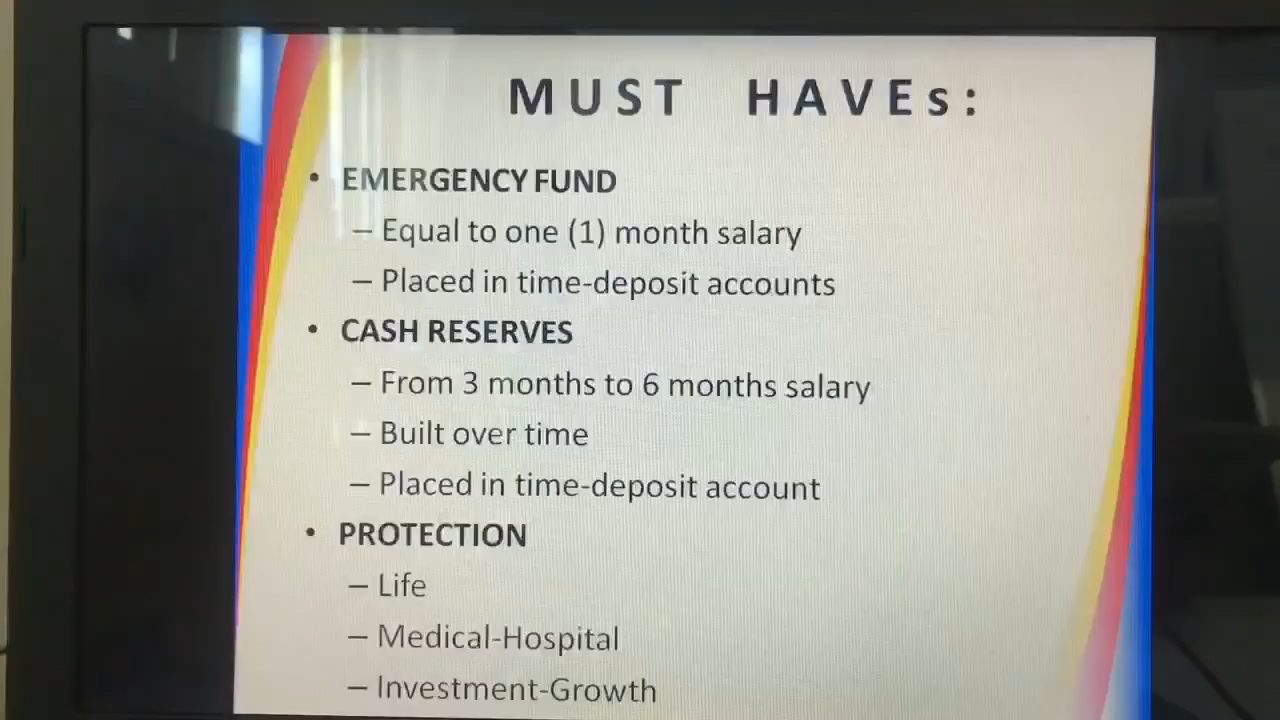 MUST HAVEs:
• EMERGENCY FUND
– Equal to one (1) month salary
– Placed in time-deposit accounts
• CASH RESERVES
– From 3 months to 6 months salary
– Built over time
– Placed in time-deposit account
• PROTECTION
– Life
– Medical-Hospital
– Investment-Growth